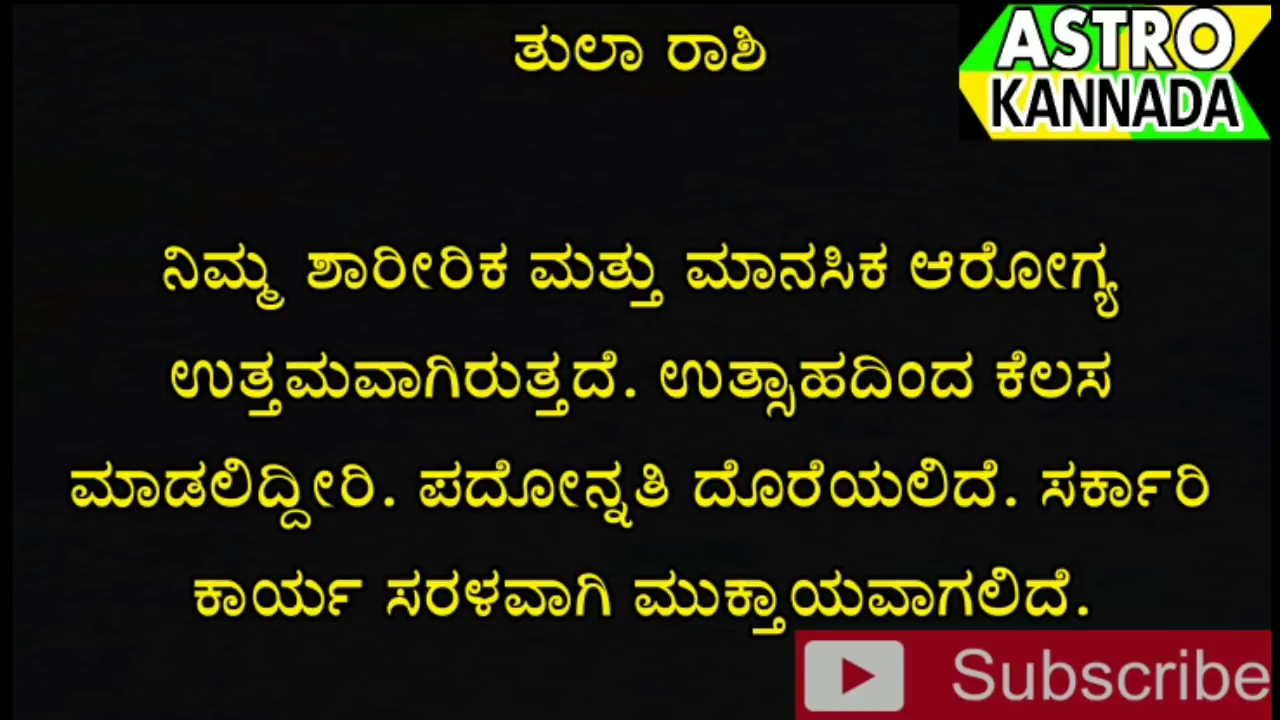 ತುಲಾ ರಾಶಿ
ASTRO
KANNADA
ನಿಮ್ಮ ಶಾರೀರಿಕ ಮತ್ತು ಮಾನಸಿಕ ಆರೋಗ್ಯ
ಉತ್ತಮವಾಗಿರುತ್ತದೆ. ಉತ್ಸಾಹದಿಂದ ಕೆಲಸ
ಮಾಡಲಿದ್ದೀರಿ. ಪದೋನ್ನತಿ ದೊರೆಯಲಿದೆ. ಸರ್ಕಾರಿ
ಕಾರ್ಯ ಸರಳವಾಗಿ ಮುಕ್ತಾಯವಾಗಲಿದೆ.
Subscribe